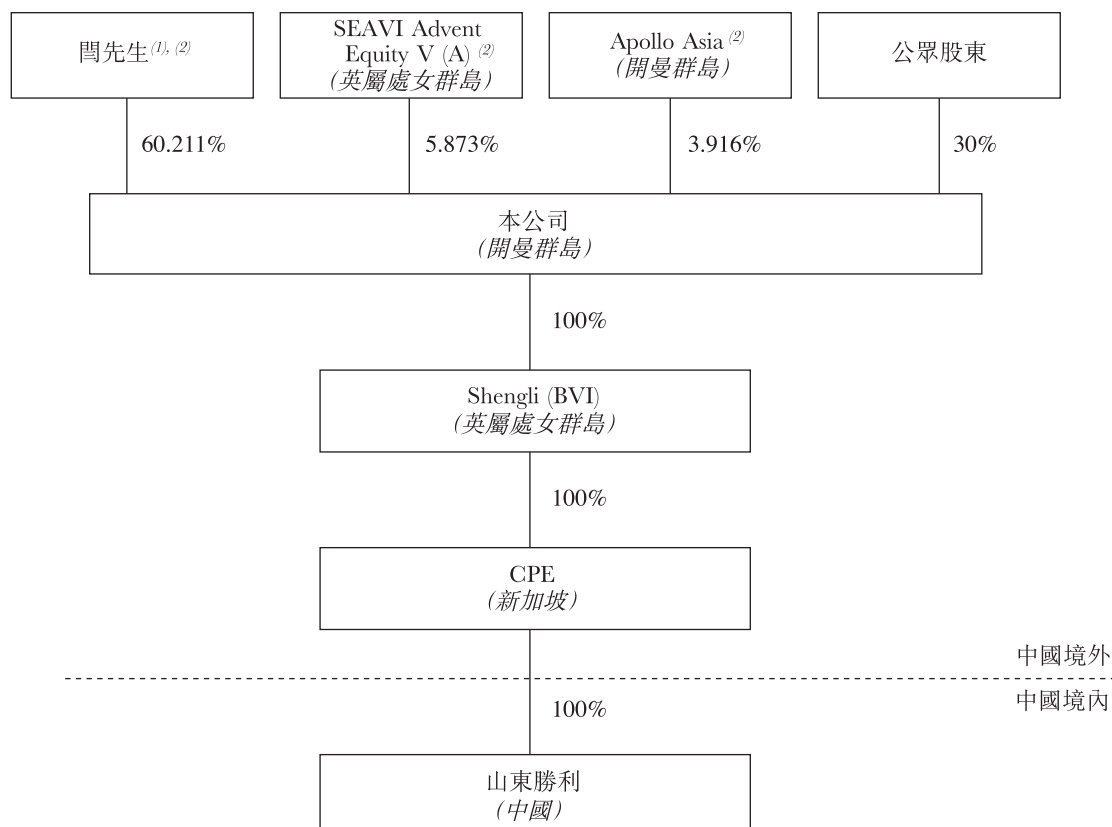 閆先生(1), (2)
SEAVI Advent
Equity V (A) (2)
(英屬處女群島)
Apollo Asia (2)
(開曼群島)
公眾股東
60.211%
5.873%
3.916%
30%
本公司
(開曼群島)
100%
Shengli (BVI)
(英屬處女群島)
100%
CPE
(新加坡)
中國境外
中國境內
100%
山東勝利
(中國)